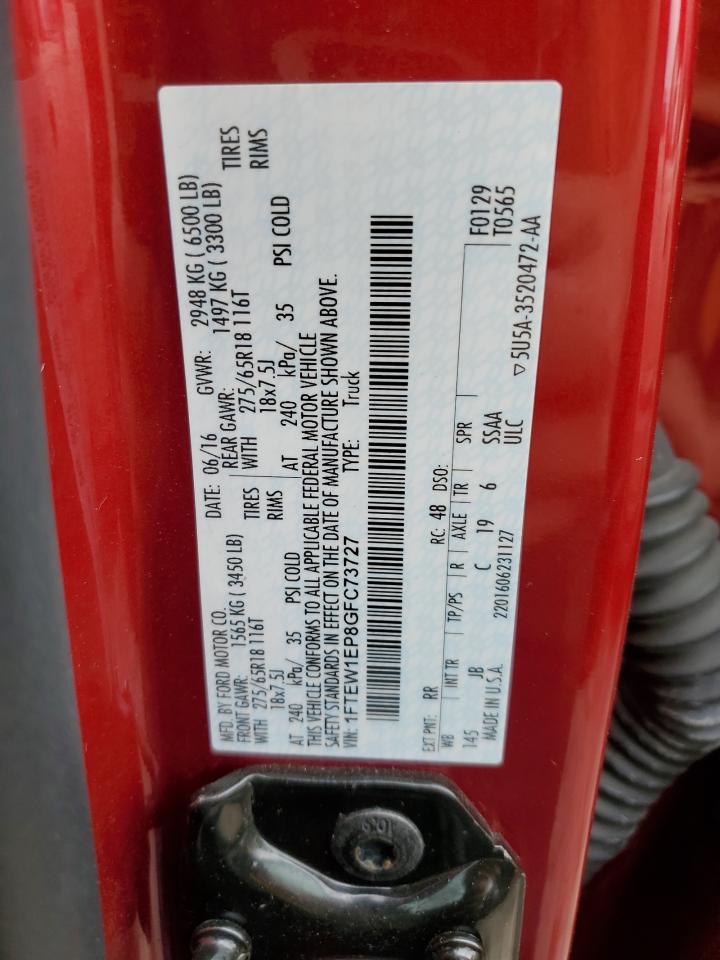 MFD. BY FORD MOTOR CO. DATE: 06/16 GVWR: 2948 KG ( 6500 LB)
FRONT GAWR: 1565 KG ( 3450 LB) REAR GAWR: 1497 KG ( 3300 LB)
WITH 275/65R18 116T TIRES WITH 275/65R18 116T TIRES
18x7.5J RIMS 18x7.5J RIMS
AT 240 kPa/ 35 PSI COLD AT 240 kPa/ 35 PSI COLD
THIS VEHICLE CONFORMS TO ALL APPLICABLE FEDERAL MOTOR VEHICLE
SAFETY STANDARDS IN EFFECT ON THE DATE OF MANUFACTURE SHOWN ABOVE.
VIN: 1FTEW1EP8GFC73727 TYPE: Truck
EXT PNT: RR RC: 48 DSO: F0129
WB INT TR TP/PS R AXLE TR SPR T0565
145 JB C 19 6 SSAA
MADE IN U.S.A. 2201606231127 ULC ▽5U5A-3520472-AA
10.9